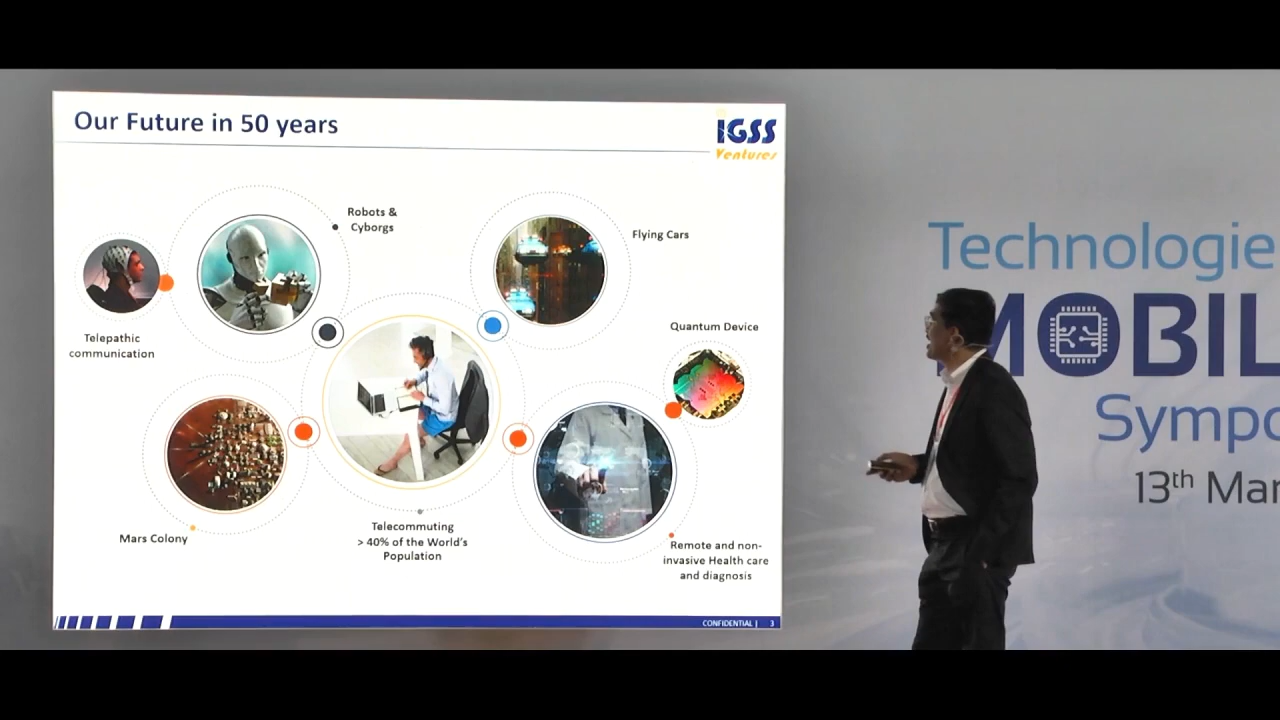 Our Future in 50 years
IGSS
Ventures
Robots &
Cyborgs
Flying Cars
Telepathic
communication
Quantum Device
Mars Colony
Telecommuting
> 40% of the World's
Population
Remote and non-
invasive Health care
and diagnosis
CONFIDENTIAL | 3
Technologie
MOBIL
Sympo
13th Mar